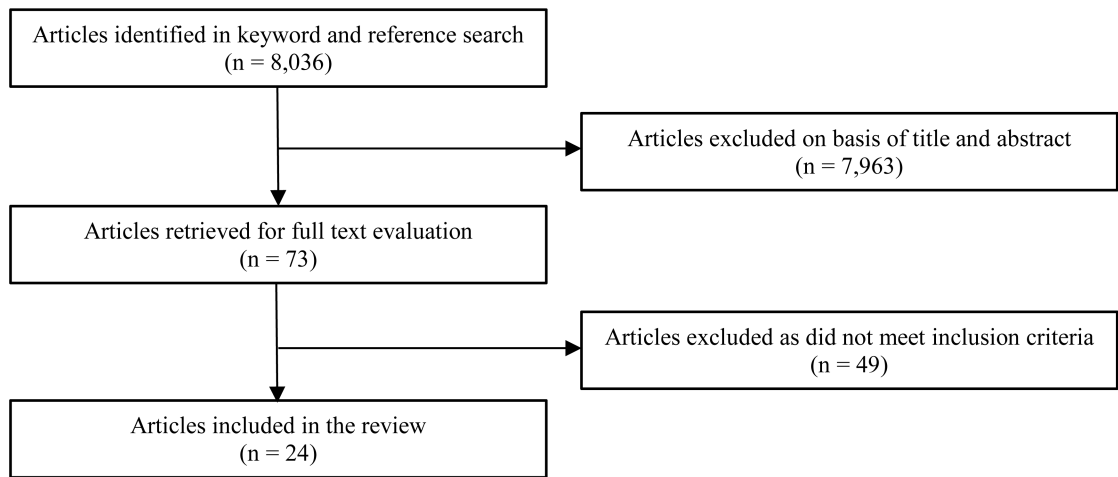 Articles identified in keyword and reference search
(n = 8,036)
Articles excluded on basis of title and abstract
(n = 7,963)
Articles retrieved for full text evaluation
(n = 73)
Articles excluded as did not meet inclusion criteria
(n = 49)
Articles included in the review
(n = 24)